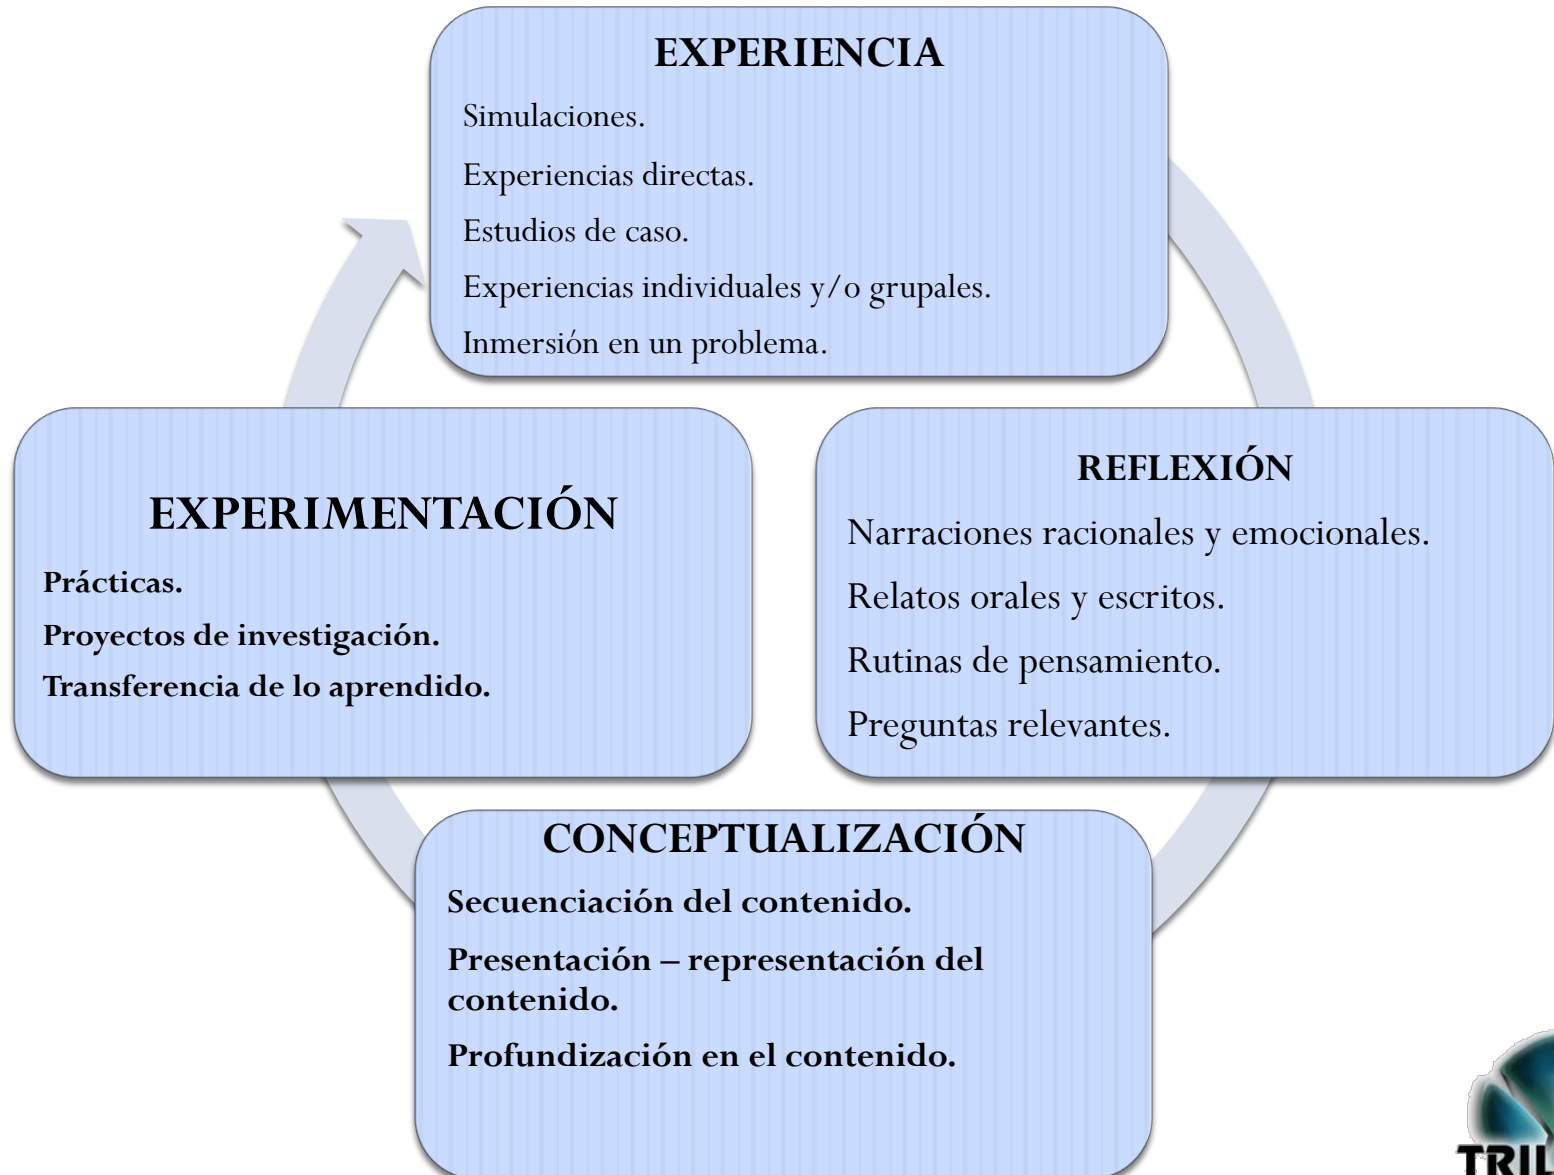 EXPERIENCIA
Simulaciones.
Experiencias directas.
Estudios de caso.
Experiencias individuales y/o grupales.
Inmersión en un problema.
REFLEXIÓN
Narraciones racionales y emocionales.
Relatos orales y escritos.
Rutinas de pensamiento.
Preguntas relevantes.
CONCEPTUALIZACIÓN
Secuenciación del contenido.
Presentación – representación del
contenido.
Profundización en el contenido.
EXPERIMENTACIÓN
Prácticas.
Proyectos de investigación.
Transferencia de lo aprendido.